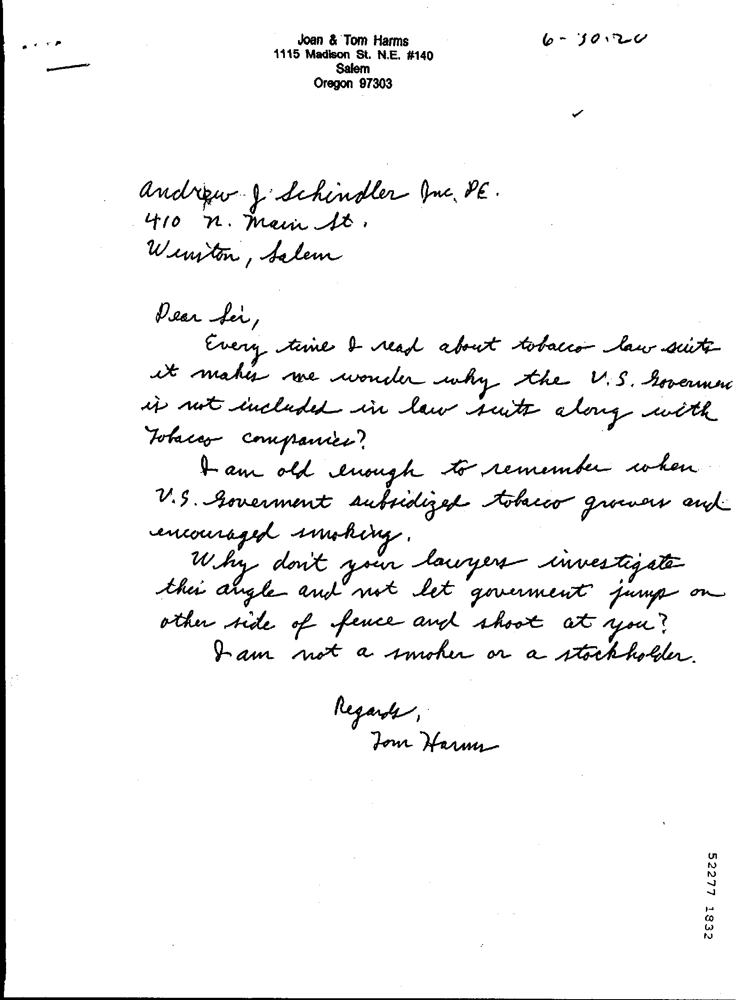 Joan & Tom Harms
1115 Madison St. N.E. #140
Salem
Oregon 97303
Andrew J Schindler Inc, PE.
410 N. Main St.
Winston, Salem
Dear Sir,
Every time I read about tobacco law suits
it makes me wonder why the U.S. Govermen
is not included in law suits along with
Tobacco companies?
I am old enough to remember when
U.S. Goverment subsidized tobacco growers and
encouraged smoking.
Why don't your lawyers investigate
this angle and not let goverment jump on
other side of fence and shoot at you?
I am not a smoker or a stockholder.
Regards,
Tom Harms
52277 1832